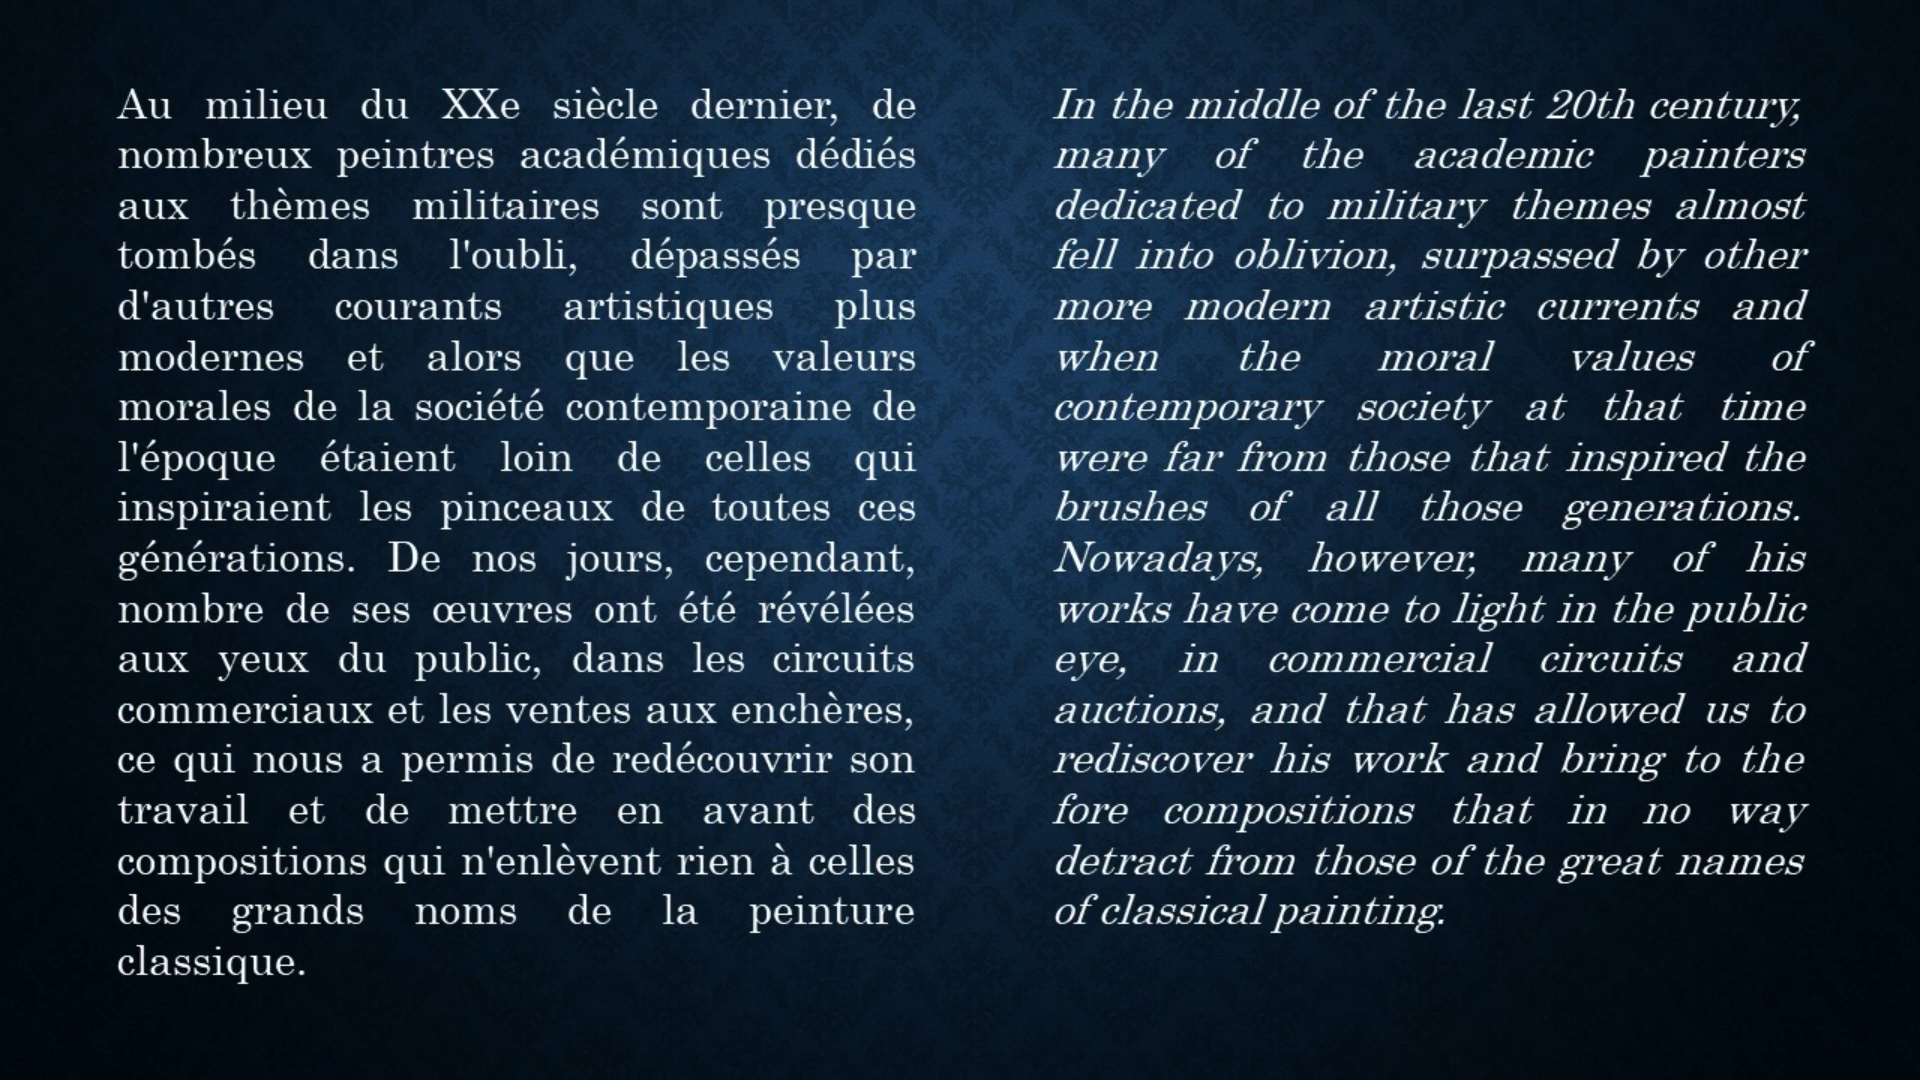 Au milieu du XXe siècle dernier, de
nombreux peintres académiques dédiés
aux thèmes militaires sont presque
tombés dans l'oubli, dépassés par
d'autres courants artistiques plus
modernes et alors que les valeurs
morales de la société contemporaine de
l'époque étaient loin de celles qui
inspiraient les pinceaux de toutes ces
générations. De nos jours, cependant,
nombre de ses œuvres ont été révélées
aux yeux du public, dans les circuits
commerciaux et les ventes aux enchères,
ce qui nous a permis de redécouvrir son
travail et de mettre en avant des
compositions qui n'enlèvent rien à celles
des grands noms de la peinture
classique.
In the middle of the last 20th century,
many of the academic painters
dedicated to military themes almost
fell into oblivion, surpassed by other
more modern artistic currents and
when the moral values of
contemporary society at that time
were far from those that inspired the
brushes of all those generations.
Nowadays, however, many of his
works have come to light in the public
eye, in commercial circuits and
auctions, and that has allowed us to
rediscover his work and bring to the
fore compositions that in no way
detract from those of the great names
of classical painting.